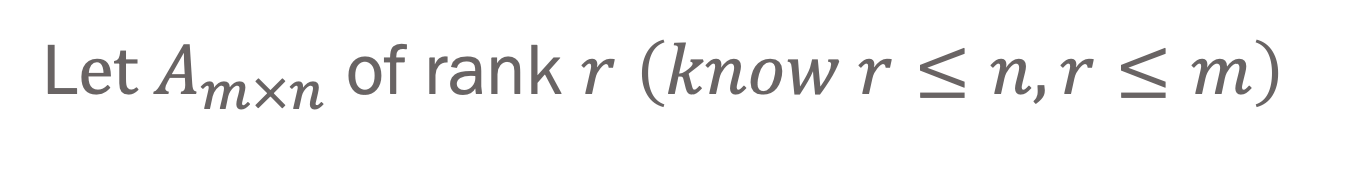 Let A_{m×n} of rank r (know r ≤ n, r ≤ m)